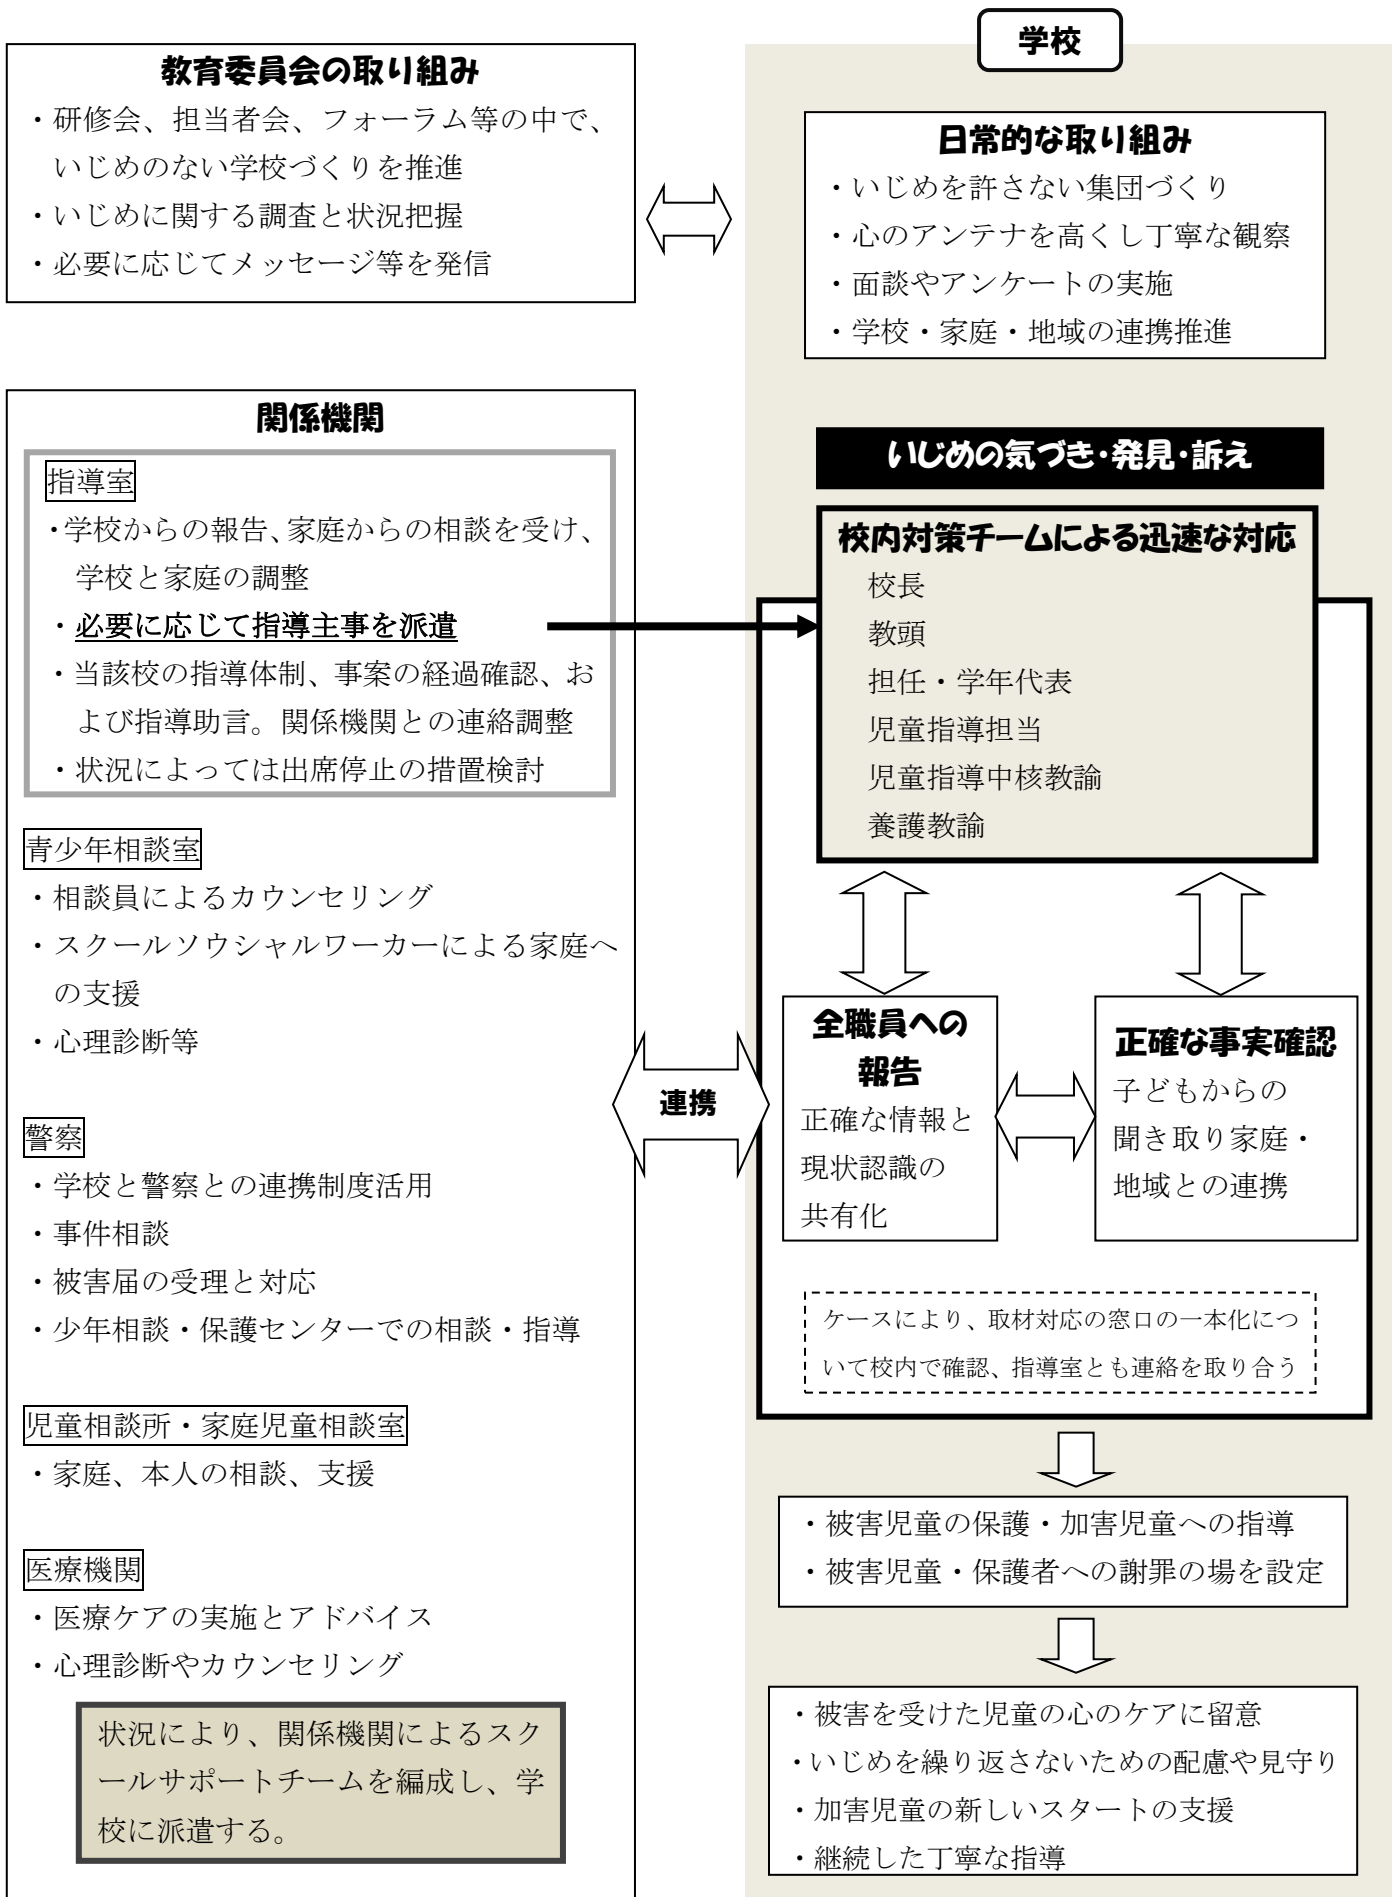 学校
教育委員会の取り組み
・研修会、担当者会、フォーラム等の中で、
いじめのない学校づくりを推進
・いじめに関する調査と状況把握
・必要に応じてメッセージ等を発信
日常的な取り組み
・いじめを許さない集団づくり
・心のアンテナを高くし丁寧な観察
・面談やアンケートの実施
・学校・家庭・地域の連携推進
関係機関
指導室
・学校からの報告、家庭からの相談を受け、
学校と家庭の調整
・必要に応じて指導主事を派遣
・当該校の指導体制、事案の経過確認、お
よび指導助言。関係機関との連絡調整
・状況によっては出席停止の措置検討
青少年相談室
・相談員によるカウンセリング
・スクールソウシャルワーカーによる家庭へ
の支援
・心理診断等
警察
・学校と警察との連携制度活用
・事件相談
・被害届の受理と対応
・少年相談・保護センターでの相談・指導
児童相談所・家庭児童相談室
・家庭、本人の相談、支援
医療機関
・医療ケアの実施とアドバイス
・心理診断やカウンセリング
状況により、関係機関によるスク
ールサポートチームを編成し、学
校に派遣する。
連携
いじめの気づき・発見・訴え
校内対策チームによる迅速な対応
校長
教頭
担任・学年代表
児童指導担当
児童指導中核教諭
養護教諭
全職員への
報告
正確な情報と
現状認識の
共有化
正確な事実確認
子どもからの
聞き取り家庭・
地域との連携
ケースにより、取材対応の窓口の一本化につ
いて校内で確認、指導室とも連絡を取り合う
・被害児童の保護・加害児童への指導
・被害児童・保護者への謝罪の場を設定
・被害を受けた児童の心のケアに留意
・いじめを繰り返さないための配慮や見守り
・加害児童の新しいスタートの支援
・継続した丁寧な指導